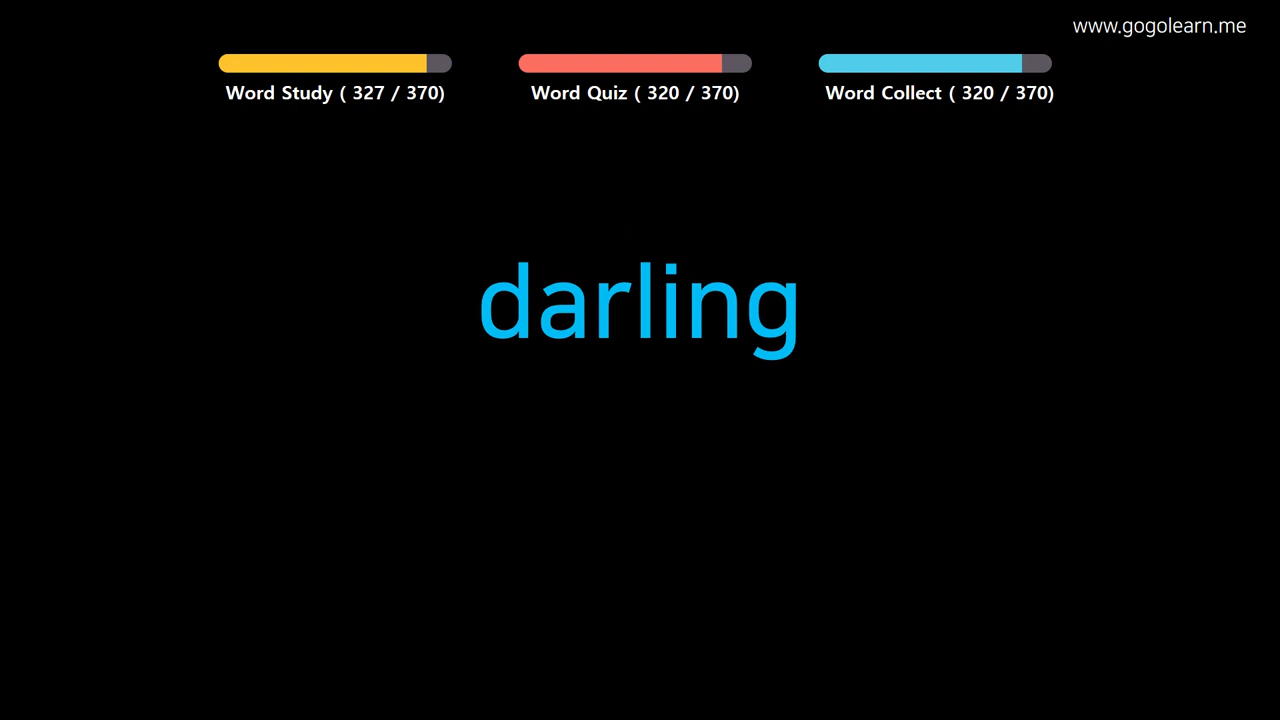 www.gogolearn.me
Word Study ( 327 / 370)
Word Quiz ( 320 / 370)
Word Collect ( 320 / 370)
darling